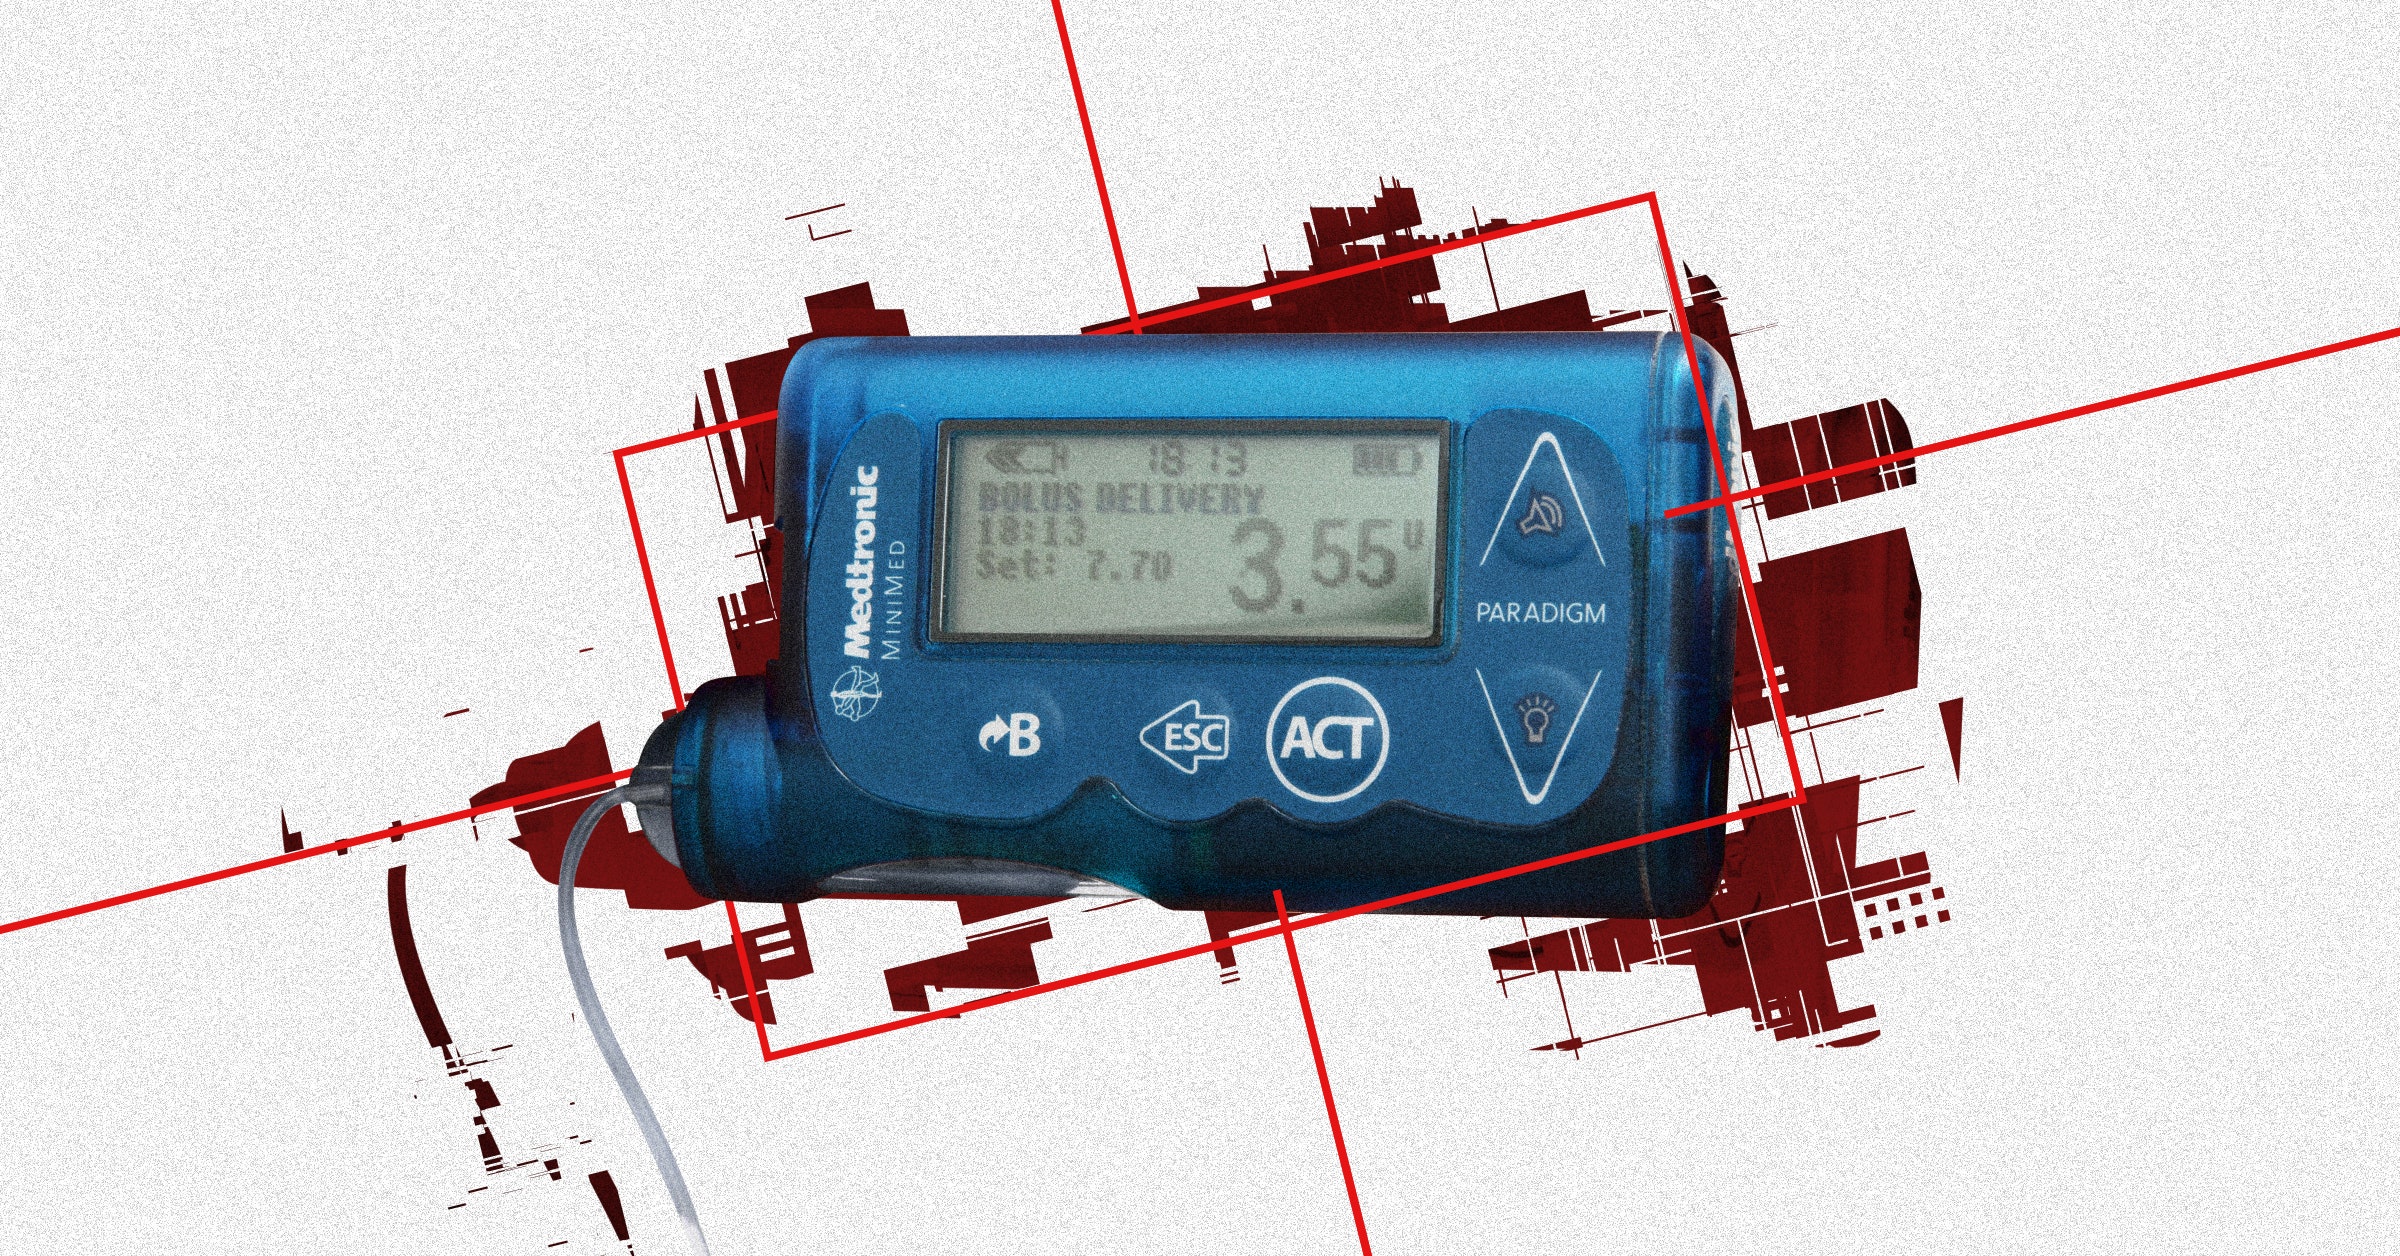 Medtronic
MINIMED
18:13
BOLUS DELIVERY
18:13
Set: 7.70
3.55U
PARADIGM
B
ESC
ACT